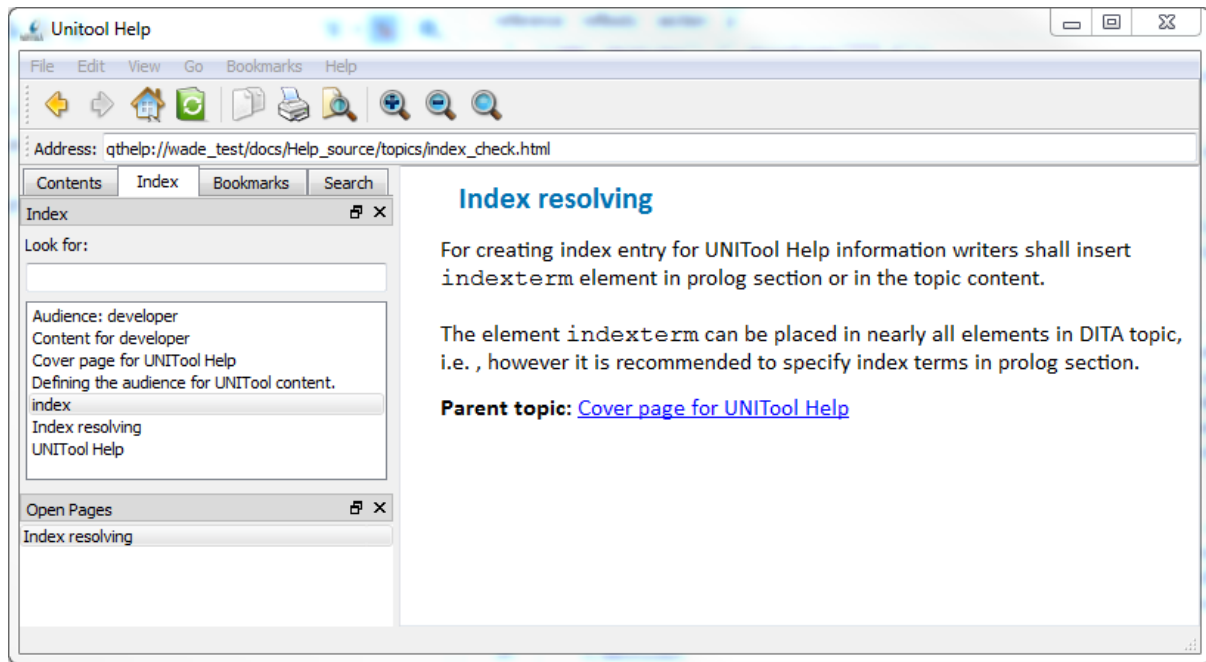 Unitool Help
File Edit View Go Bookmarks Help
Address: qthelp://wade_test/docs/Help_source/topics/index_check.html
Contents Index Bookmarks Search
Index
Look for:
Audience: developer
Content for developer
Cover page for UNITool Help
Defining the audience for UNITool content.
index
Index resolving
UNITool Help
Open Pages
Index resolving
Index resolving
For creating index entry for UNITool Help information writers shall insert
indexterm element in prolog section or in the topic content.
The element indexterm can be placed in nearly all elements in DITA topic,
i.e. , however it is recommended to specify index terms in prolog section.
Parent topic: Cover page for UNITool Help